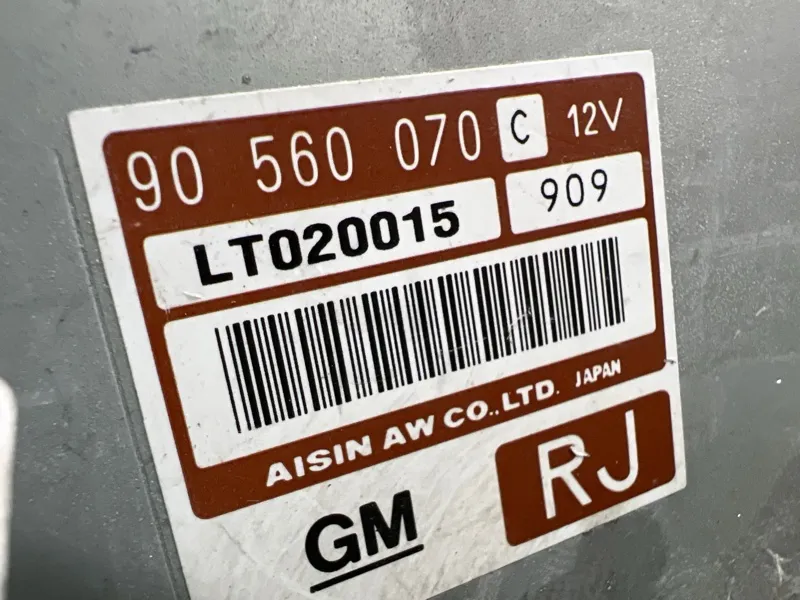 90 560 070 C 12V
LT020015 909
AISIN AW CO.,LTD. JAPAN
GM RJ